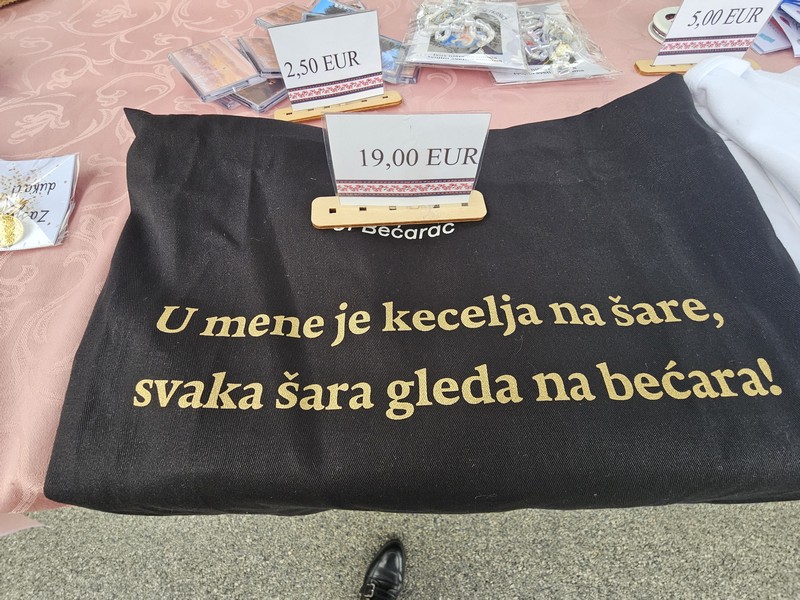 5,00 EUR
2,50 EUR
19,00 EUR
Bećarac
U mene je kecelja na šare,
svaka šara gleda na bećara!